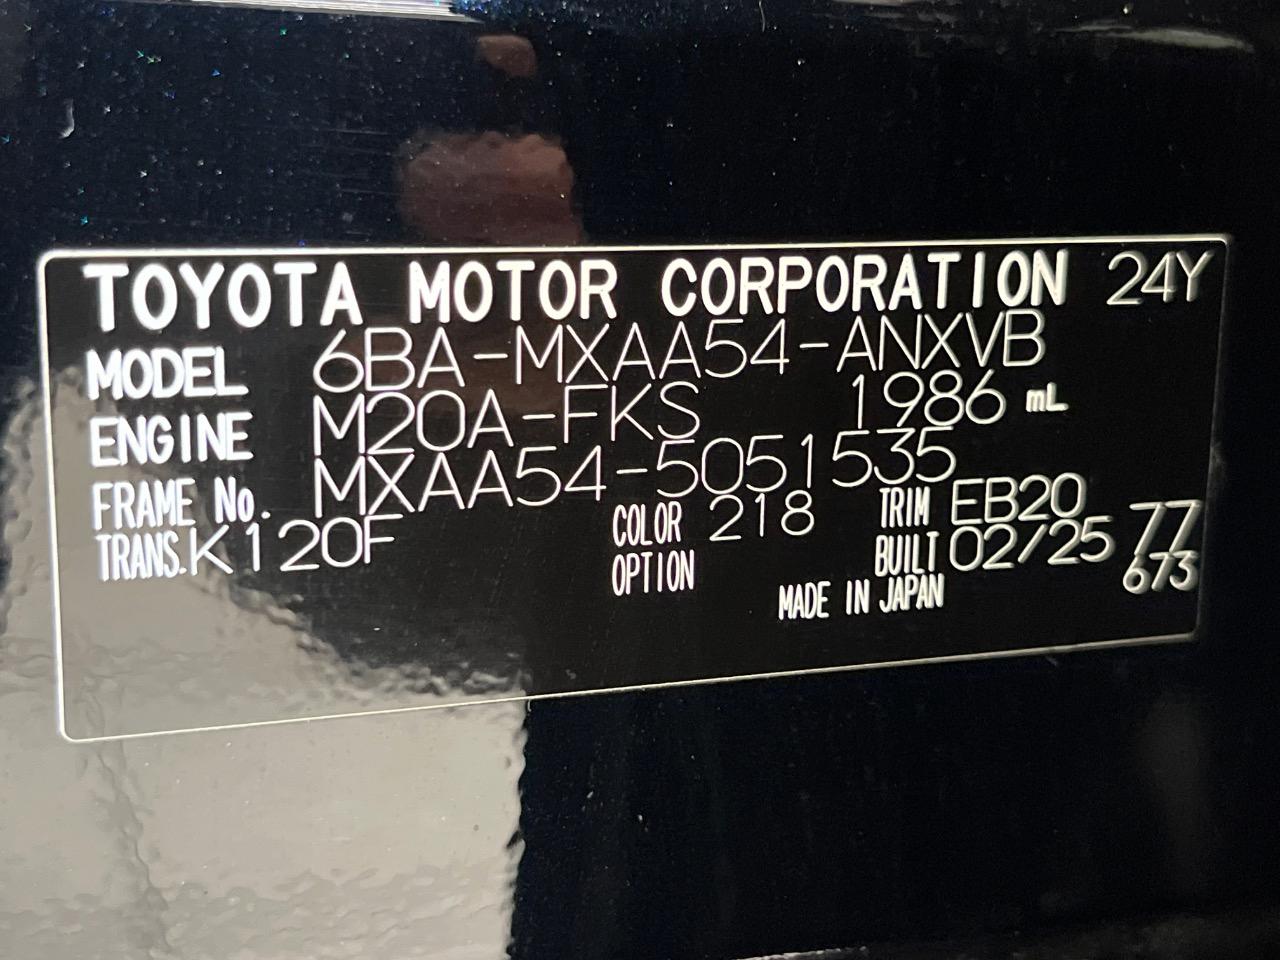 TOYOTA MOTOR CORPORATION 24Y
MODEL 6BA-MXAA54-ANXVB
ENGINE M20A-FKS 1986 mL
FRAME No. MXAA54-5051535
TRANS. K120F COLOR 218 TRIM EB20 77
OPTION BUILT 02/25 673
MADE IN JAPAN